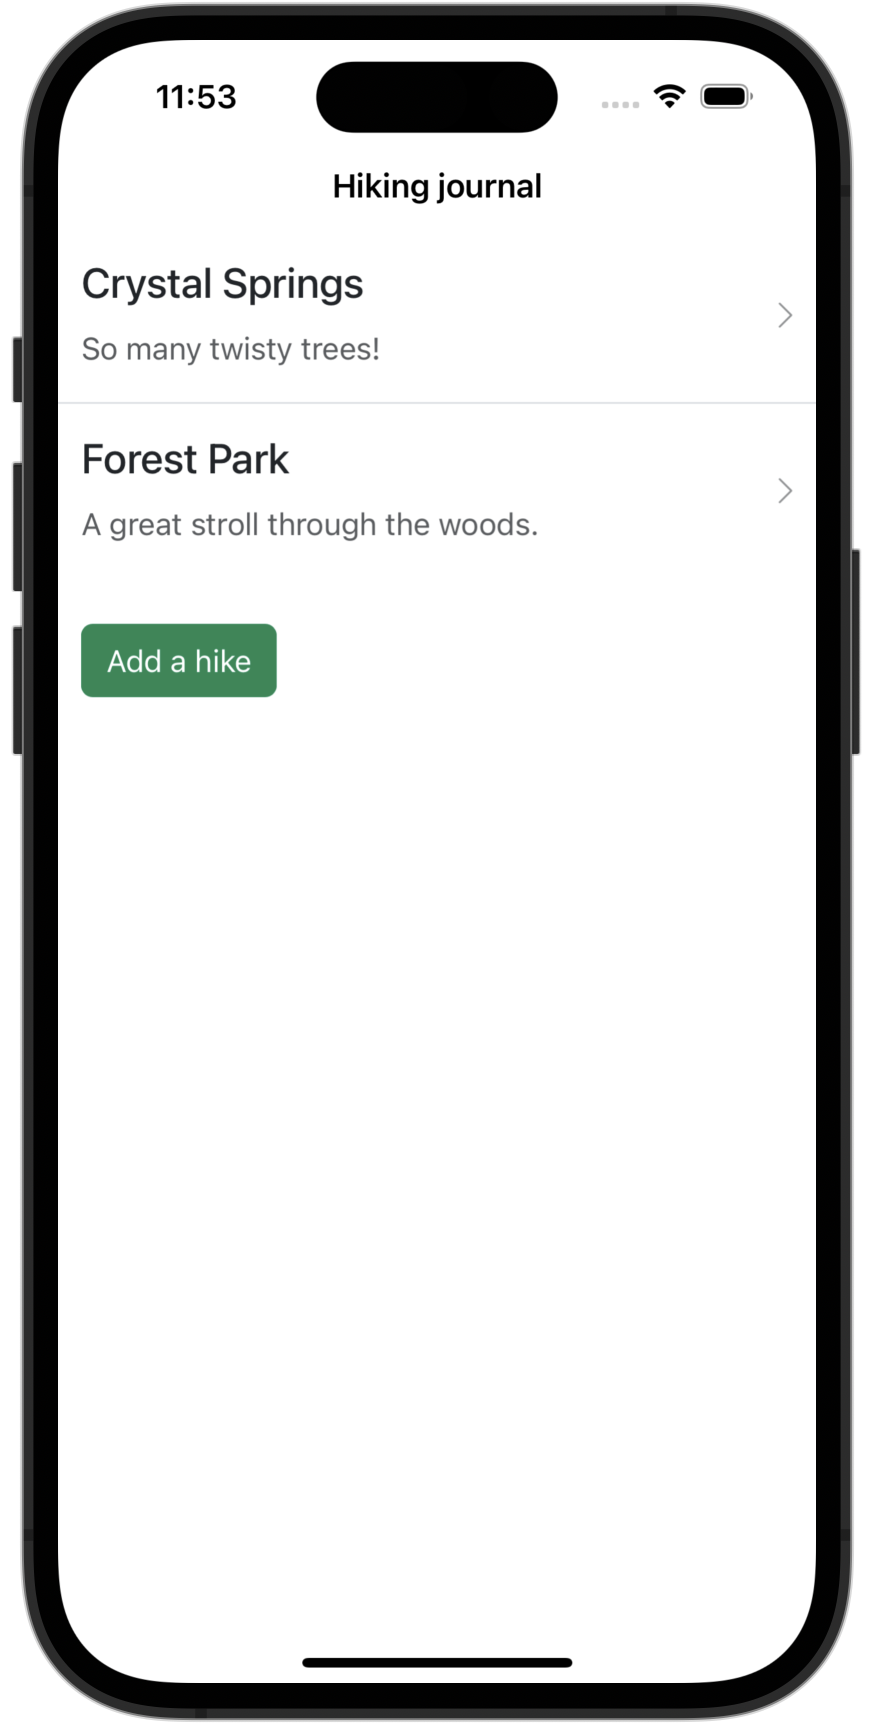 11:53
Hiking journal
Crystal Springs
So many twisty trees!
Forest Park
A great stroll through the woods.
Add a hike